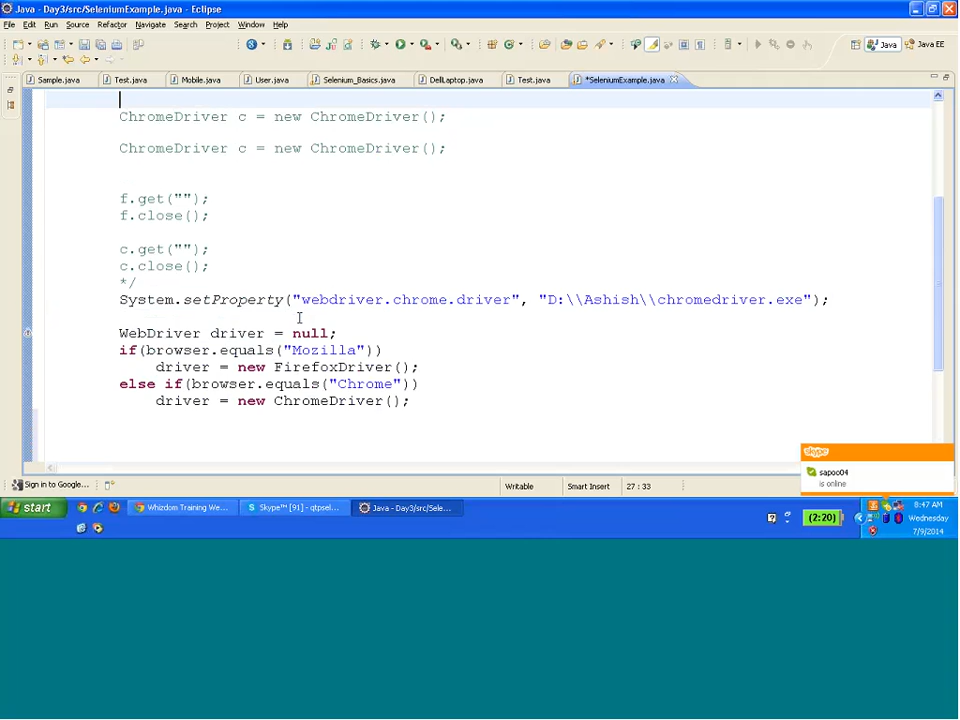 Java - Day3/src/SeleniumExample.java - Eclipse
File Edit Run Source Refactor Navigate Search Project Window Help
Java Java EE
Sample.java Test.java Mobile.java User.java Selenium_Basics.java DellLaptop.java Test.java *SeleniumExample.java
ChromeDriver c = new ChromeDriver();
ChromeDriver c = new ChromeDriver();
f.get("");
f.close();
c.get("");
c.close();
*/
System.setProperty("webdriver.chrome.driver", "D:\\Ashish\\chromedriver.exe");
WebDriver driver = null;
if(browser.equals("Mozilla"))
driver = new FirefoxDriver();
else if(browser.equals("Chrome"))
driver = new ChromeDriver();
skype
sapoc04
is online
Sign in to Google...
Writable Smart Insert 27 : 33
start Whizdom Training We... Skype™ [91] - qtpsel... Java - Day3/src/Sele... (2:20) 8:47 AM
Wednesday
7/9/2014